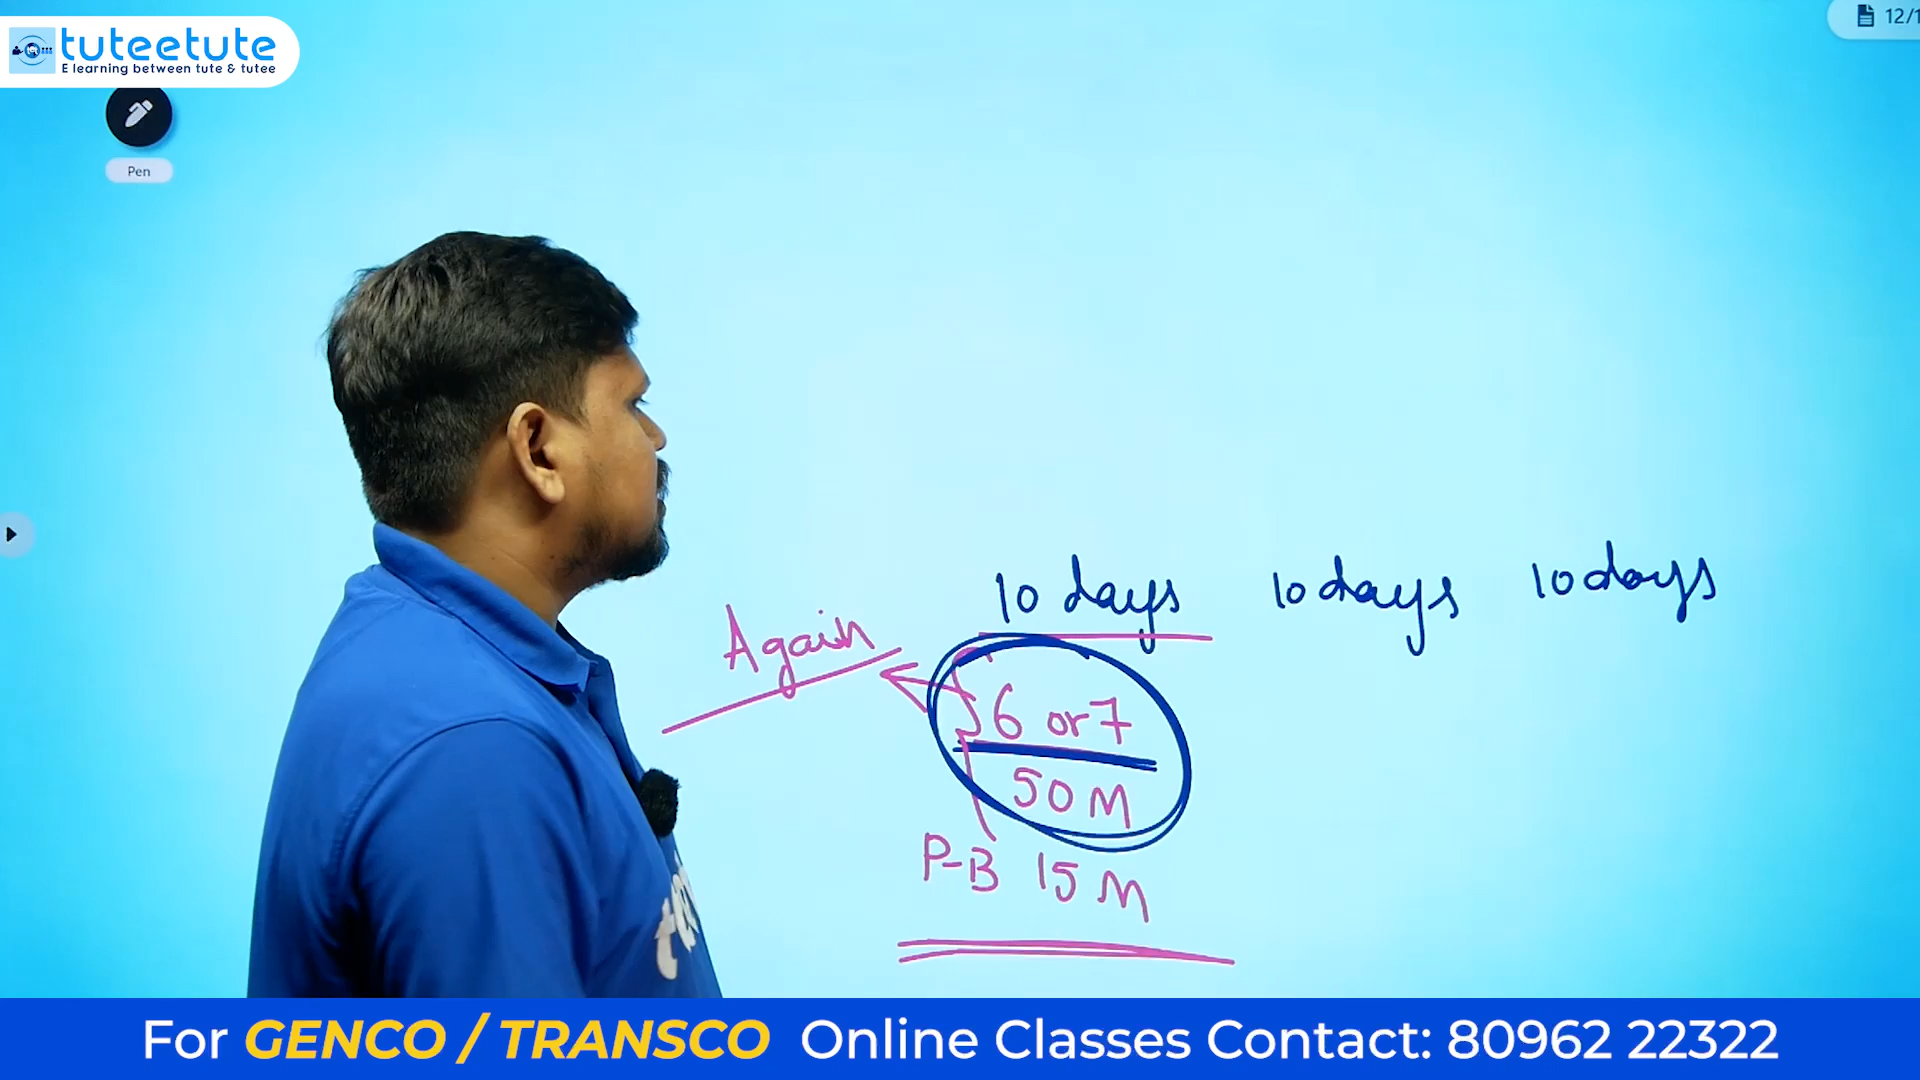 tuteetute
E learning between tute & tutee
12/1
Pen
10 days 10 days 10 days
Again
6 or 7
50 M
P-B 15 M
For GENCO / TRANSCO Online Classes Contact: 80962 22322